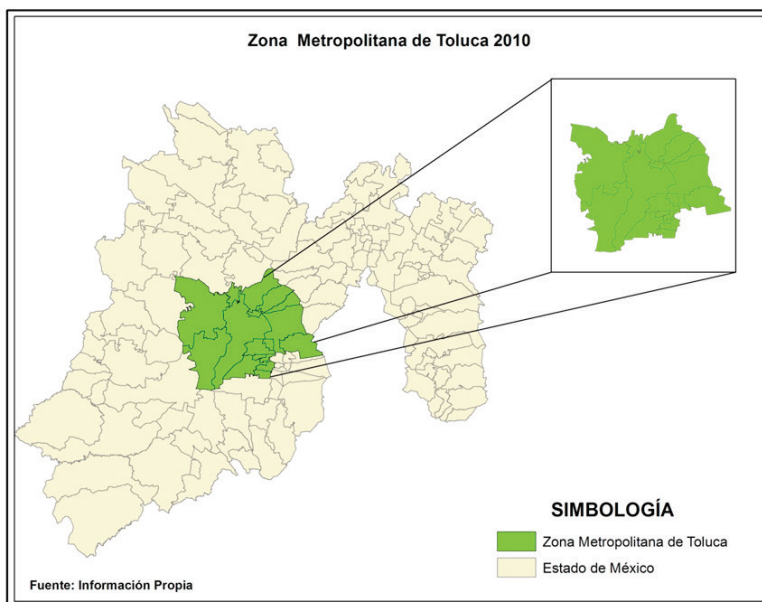 Zona Metropolitana de Toluca 2010
SIMBOLOGÍA
Zona Metropolitana de Toluca
Estado de México
Fuente: Información Propia